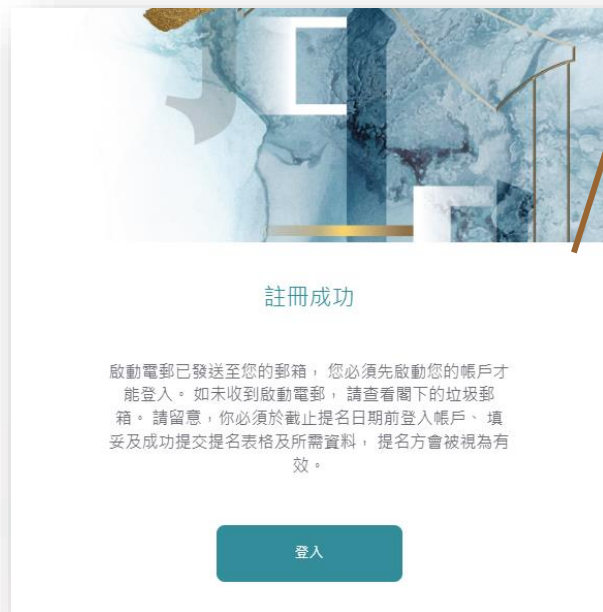 註冊成功
啟動電郵已發送至您的郵箱，您必須先啟動您的帳戶才
能登入。如未收到啟動電郵，請查看閣下的垃圾郵
箱。請留意，你必須於截止提名日期前登入帳戶、填
妥及成功提交提名表格及所需資料，提名方會被視為有
效。
登入